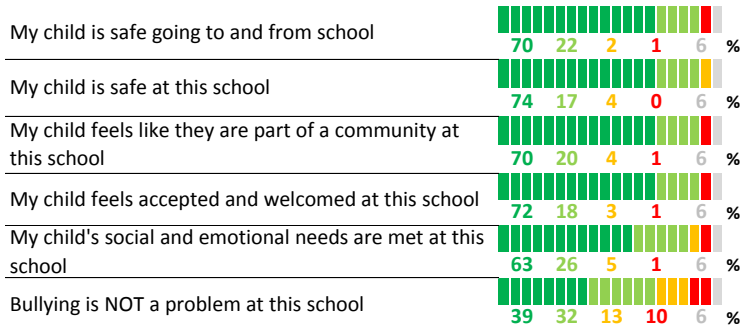 My child is safe going to and from school
70 22 2 1 6 %
My child is safe at this school
74 17 4 0 6 %
My child feels like they are part of a community at
this school
70 20 4 1 6 %
My child feels accepted and welcomed at this school
72 18 3 1 6 %
My child's social and emotional needs are met at this
school
63 26 5 1 6 %
Bullying is NOT a problem at this school
39 32 13 10 6 %